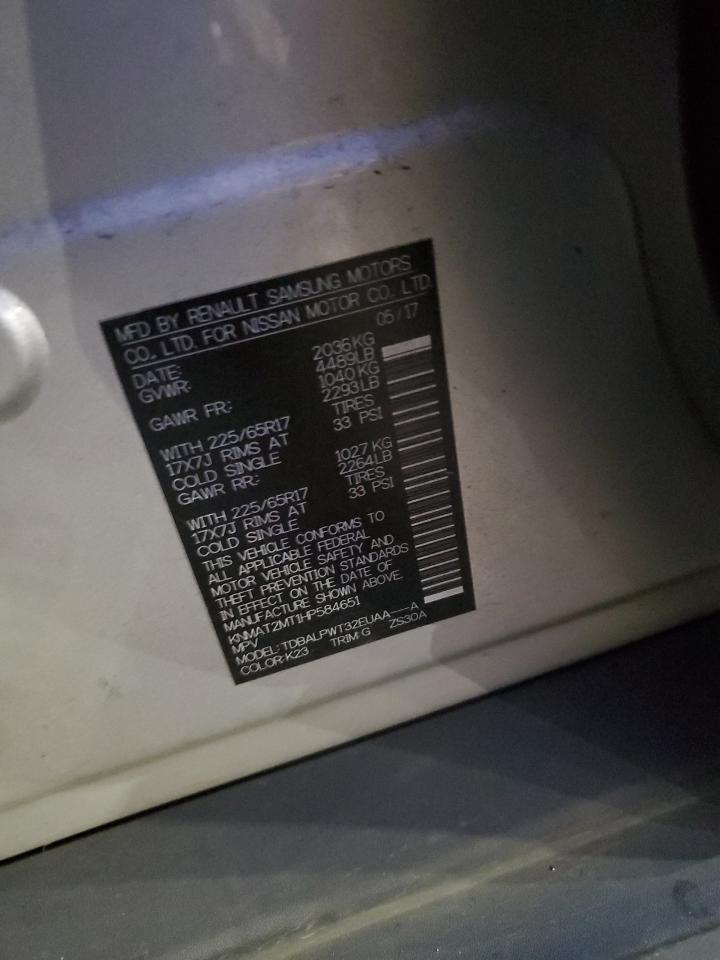 MFD BY RENAULT SAMSUNG MOTORS
CO., LTD. FOR NISSAN MOTOR CO., LTD.
DATE: 05/17
GVWR: 2036KG
4489LB
GAWR FR: 1040KG
2293LB
WITH 225/65R17 TIRES
17X7J RIMS AT 33 PSI
COLD SINGLE
GAWR RR: 1027 KG
2264LB
WITH 225/65R17 TIRES
17X7J RIMS AT 33 PSI
COLD SINGLE
THIS VEHICLE CONFORMS TO
ALL APPLICABLE FEDERAL
MOTOR VEHICLE SAFETY AND
THEFT PREVENTION STANDARDS
IN EFFECT ON THE DATE OF
MANUFACTURE SHOWN ABOVE.
KNMAT2MT1HP584651
MPV
MODEL: TDBALPWT32EUAA----A
COLOR:K23 TRIM:G ZS30A